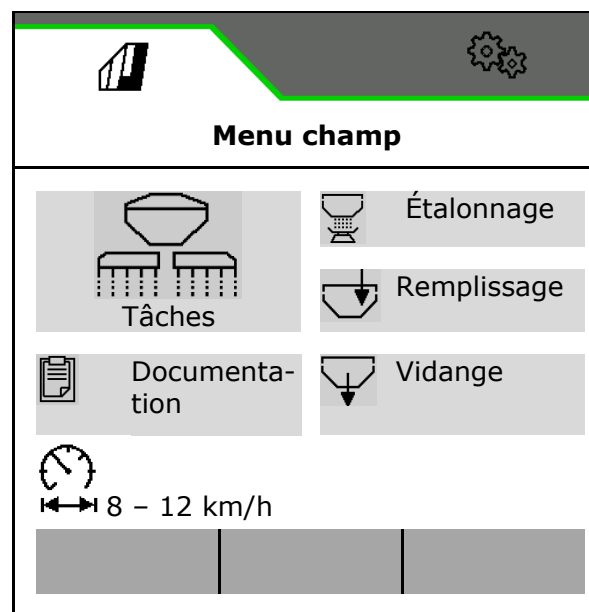 Menu champ
Étalonnage
Remplissage
Tâches
Documenta-
tion
Vidange
8 – 12 km/h